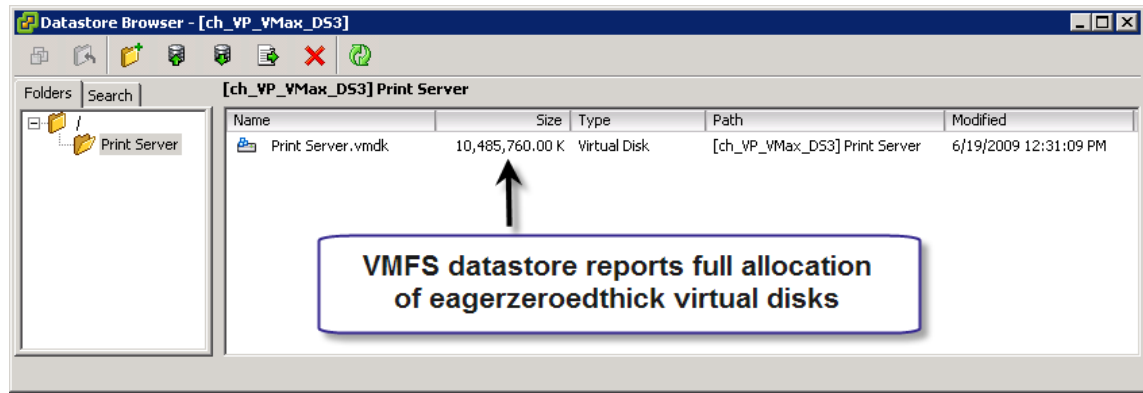 Datastore Browser - [ch_VP_VMax_DS3]
Folders Search
[ch_VP_VMax_DS3] Print Server
/
Print Server
Name Size Type Path Modified
Print Server.vmdk 10,485,760.00 K Virtual Disk [ch_VP_VMax_DS3] Print Server 6/19/2009 12:31:09 PM
VMFS datastore reports full allocation
of eagerzeroedthick virtual disks